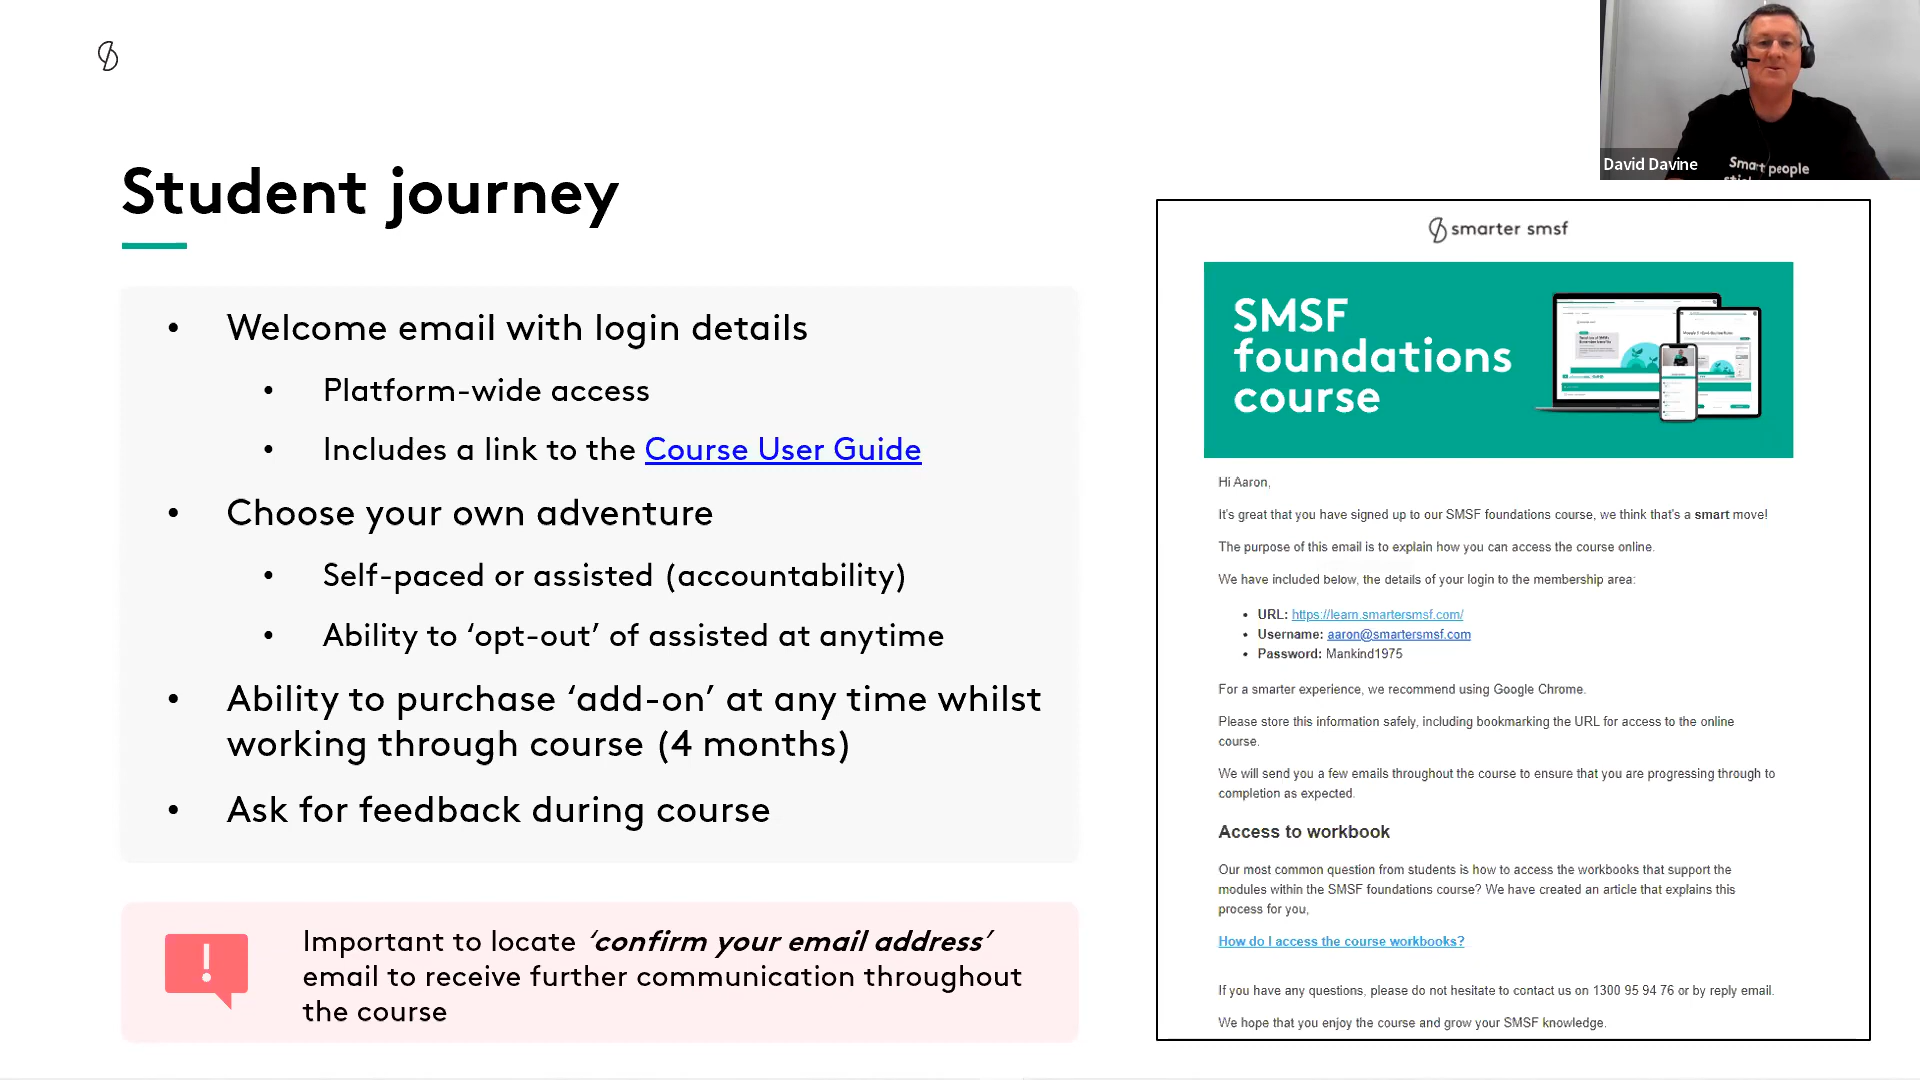 David Davine
Smart people
Student journey
• Welcome email with login details
• Platform-wide access
• Includes a link to the Course User Guide
• Choose your own adventure
• Self-paced or assisted (accountability)
• Ability to ‘opt-out’ of assisted at anytime
• Ability to purchase ‘add-on’ at any time whilst
working through course (4 months)
• Ask for feedback during course
!
Important to locate ‘confirm your email address’
email to receive further communication throughout
the course
smarter smsf
SMSF
foundations
course
Hi Aaron,
It's great that you have signed up to our SMSF foundations course, we think that's a smart move!
The purpose of this email is to explain how you can access the course online.
We have included below, the details of your login to the membership area:
• URL: https://learn.smartersmsf.com/
• Username: aaron@smartersmsf.com
• Password: Mankind1975
For a smarter experience, we recommend using Google Chrome.
Please store this information safely, including bookmarking the URL for access to the online
course.
We will send you a few emails throughout the course to ensure that you are progressing through to
completion as expected.
Access to workbook
Our most common question from students is how to access the workbooks that support the
modules within the SMSF foundations course? We have created an article that explains this
process for you,
How do I access the course workbooks?
If you have any questions, please do not hesitate to contact us on 1300 95 94 76 or by reply email.
We hope that you enjoy the course and grow your SMSF knowledge.